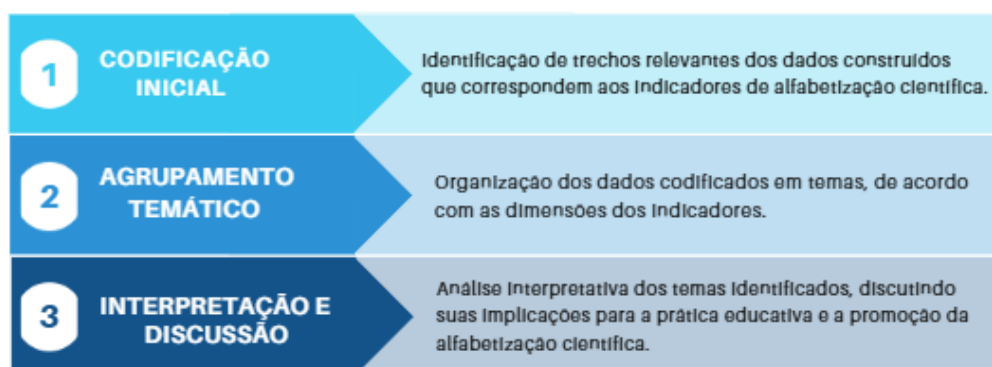 1
CODIFICAÇÃO
INICIAL
Identificação de trechos relevantes dos dados construídos
que correspondem aos indicadores de alfabetização científica.
2
AGRUPAMENTO
TEMÁTICO
Organização dos dados codificados em temas, de acordo
com as dimensões dos indicadores.
3
INTERPRETAÇÃO E
DISCUSSÃO
Análise interpretativa dos temas identificados, discutindo
suas implicações para a prática educativa e a promoção da
alfabetização científica.